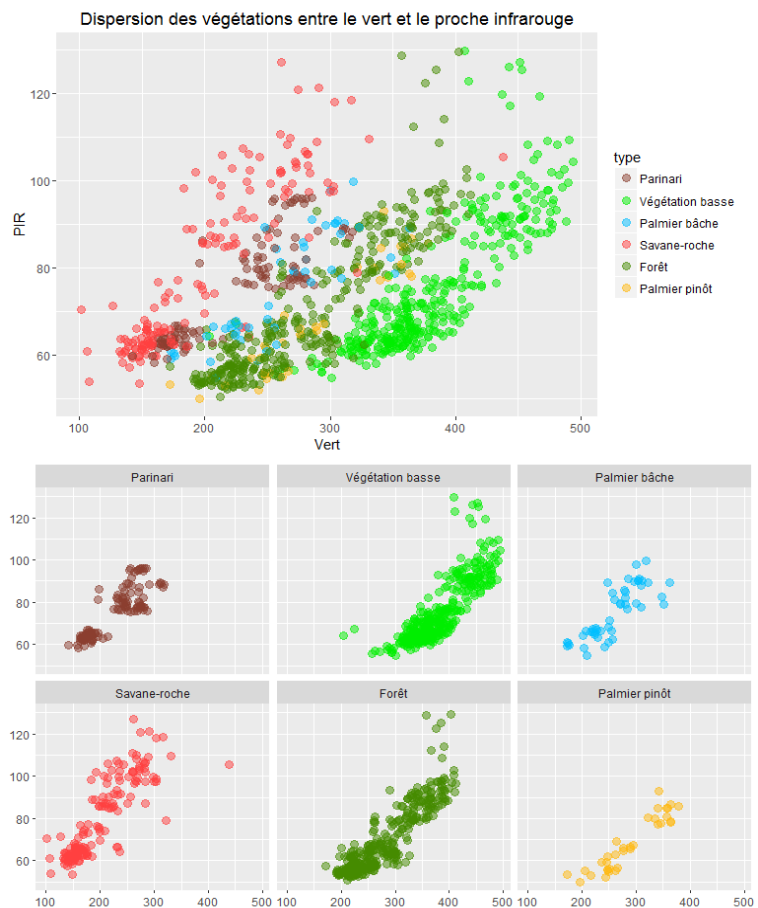 Dispersion des végétations entre le vert et le proche infrarouge
PIR
120
100
80
60
100 200 300 400 500
Vert
type
Parinari
Végétation basse
Palmier bâche
Savane-roche
Forêt
Palmier pinôt
Parinari Végétation basse Palmier bâche
120
100
80
60
Savane-roche Forêt Palmier pinôt
120
100
80
60
100 200 300 400 500 100 200 300 400 500 100 200 300 400 500